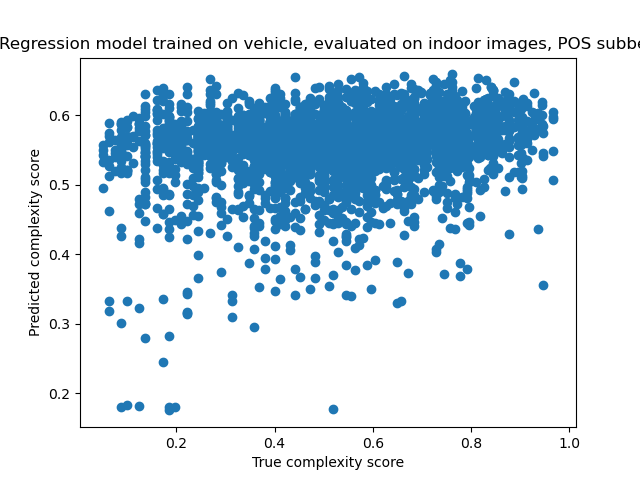 Regression model trained on vehicle, evaluated on indoor images, POS subbe
Predicted complexity score
0.6
0.5
0.4
0.3
0.2
0.2 0.4 0.6 0.8 1.0
True complexity score